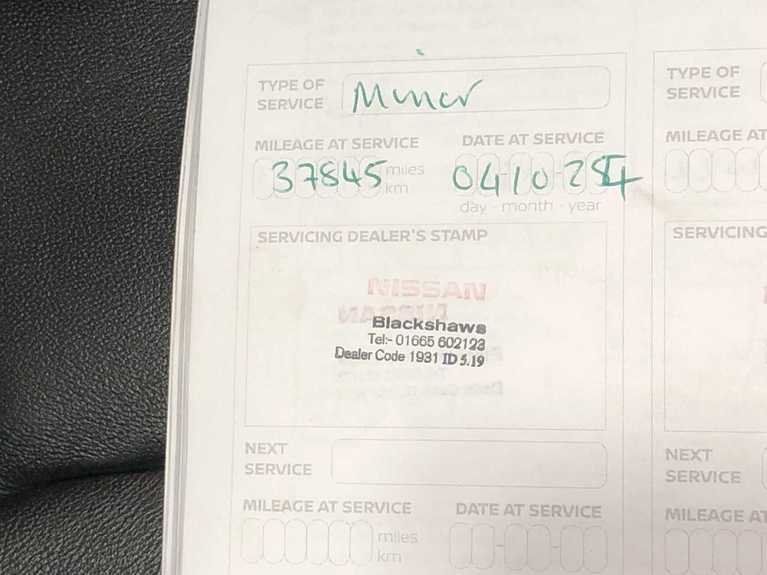 TYPE OF SERVICE Minor
TYPE OF SERVICE
MILEAGE AT SERVICE DATE AT SERVICE
MILEAGE AT
37845 miles km
04 10
day - month - year
SERVICING DEALER'S STAMP
SERVICING
NISSAN
Blackshaws
Tel:- 01665 602123
Dealer Code 1931 ID 5.19
NEXT SERVICE
NEXT SERVICE
MILEAGE AT SERVICE DATE AT SERVICE
MILEAGE AT
miles km